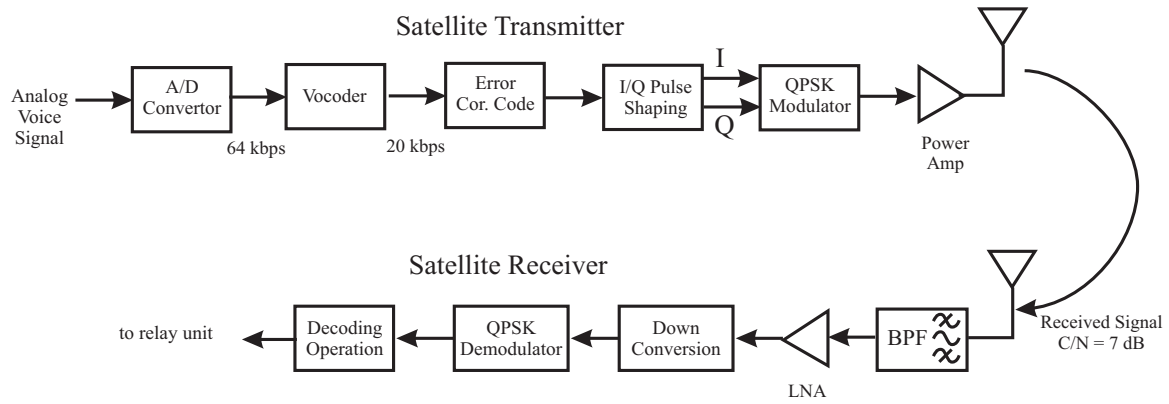 Satellite Transmitter
Analog
Voice
Signal
A/D
Convertor
64 kbps
Vocoder
20 kbps
Error
Cor. Code
I/Q Pulse
Shaping
I
Q
QPSK
Modulator
Power
Amp
Satellite Receiver
to relay unit
Decoding
Operation
QPSK
Demodulator
Down
Conversion
LNA
BPF
Received Signal
C/N = 7 dB